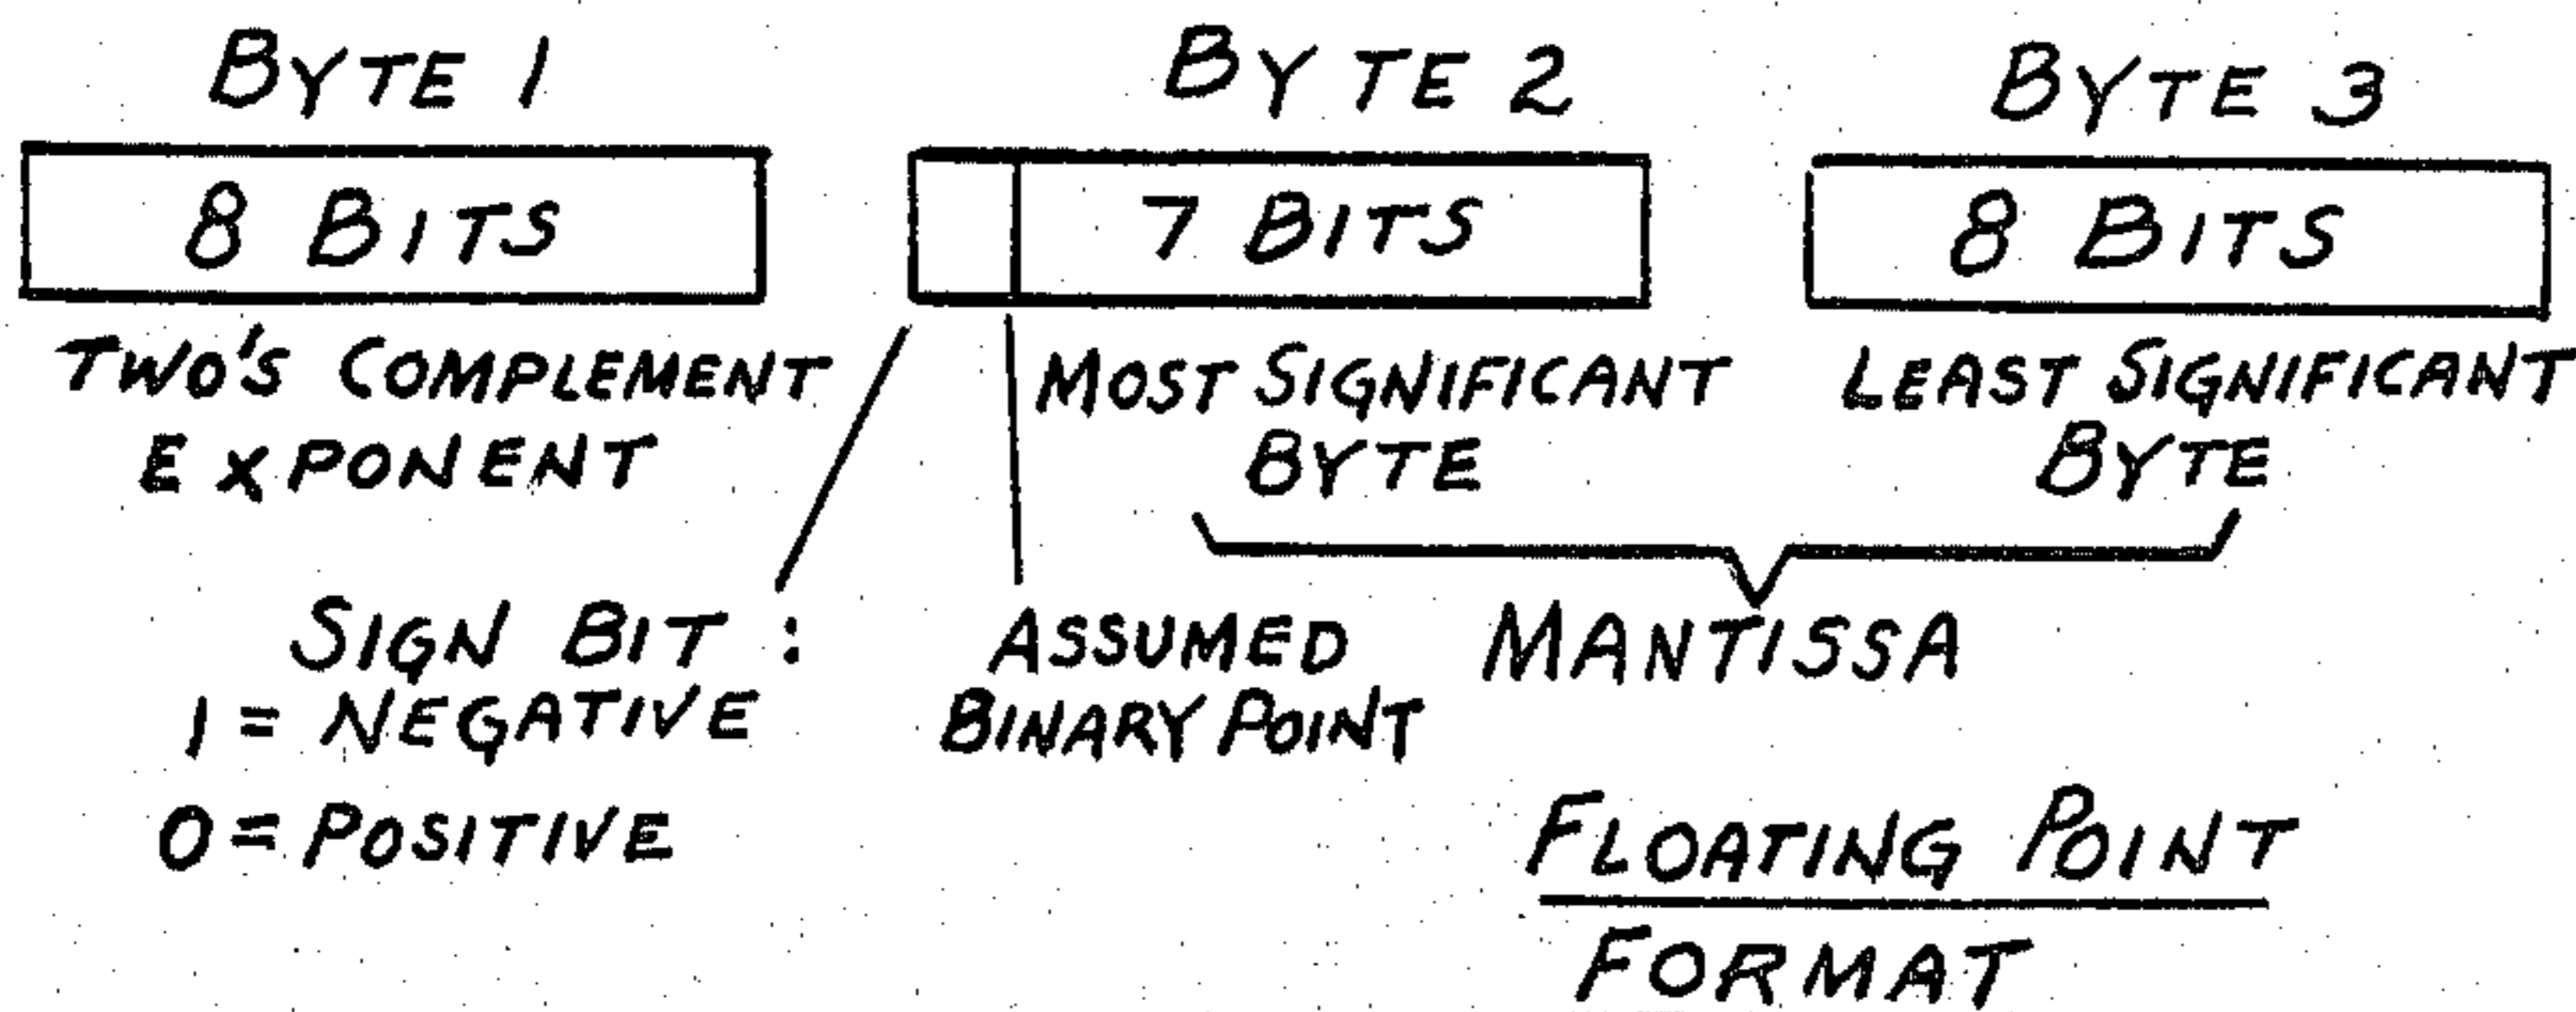 BYTE 1
BYTE 2
BYTE 3
8 BITS
7 BITS
8 BITS
TWO'S COMPLEMENT
EXPONENT
MOST SIGNIFICANT
BYTE
LEAST SIGNIFICANT
BYTE
SIGN BIT :
1 = NEGATIVE
0 = POSITIVE
ASSUMED
BINARY POINT
MANTISSA
FLOATING POINT
FORMAT